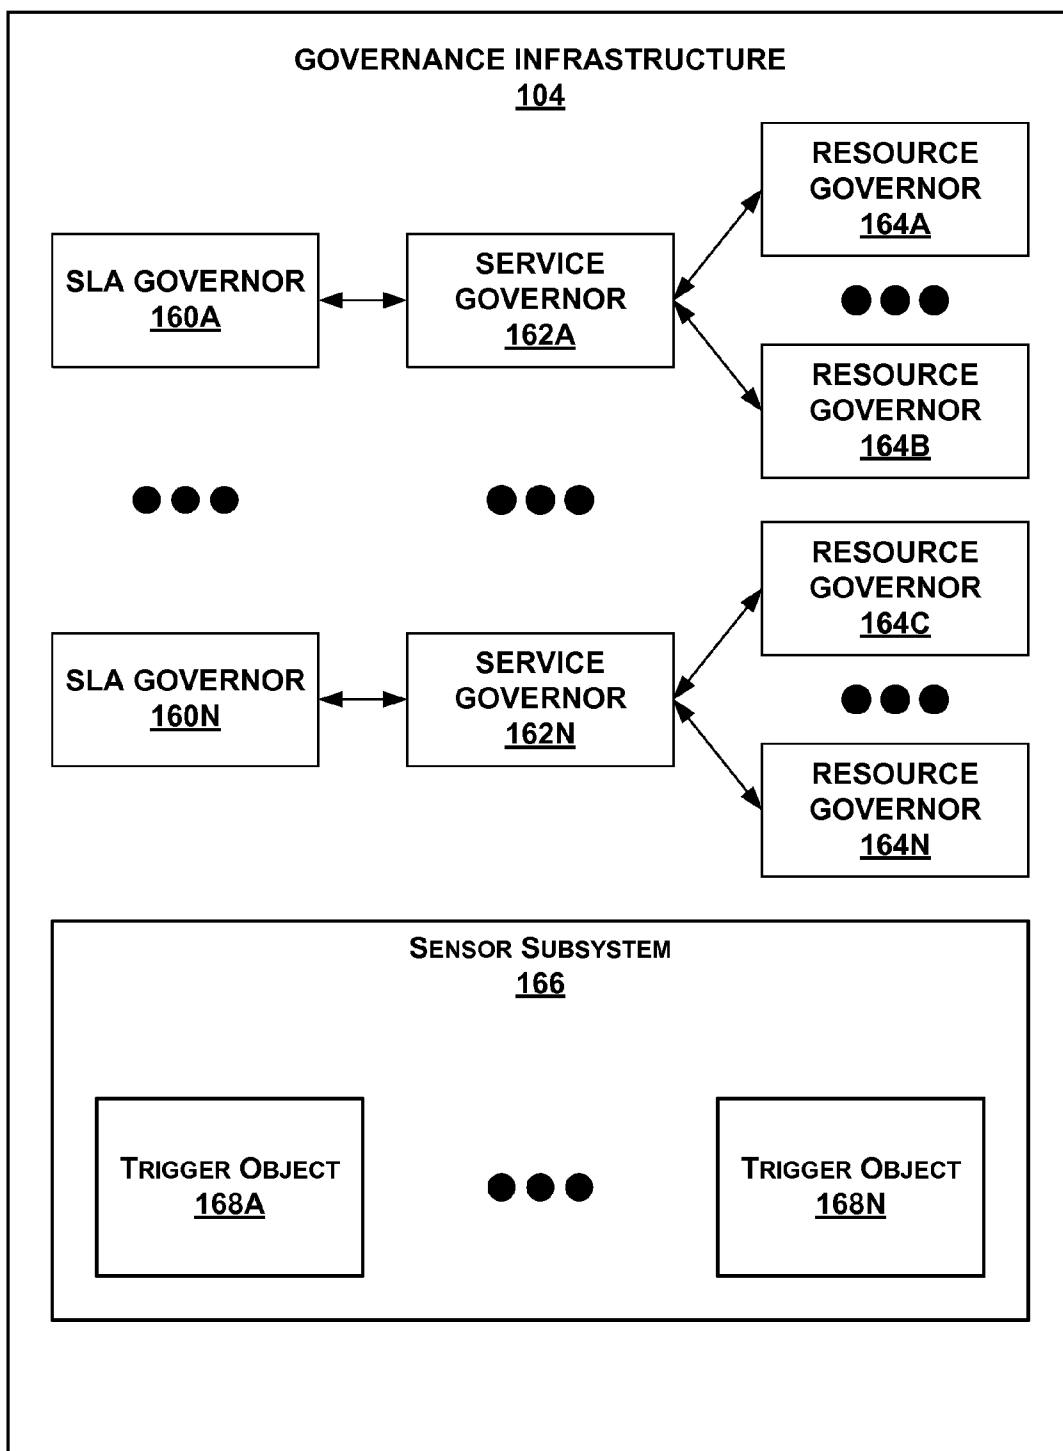 GOVERNANCE INFRASTRUCTURE
104
RESOURCE
GOVERNOR
164A
SLA GOVERNOR
160A
SERVICE
GOVERNOR
162A
RESOURCE
GOVERNOR
164B
RESOURCE
GOVERNOR
164C
SLA GOVERNOR
160N
SERVICE
GOVERNOR
162N
RESOURCE
GOVERNOR
164N
SENSOR SUBSYSTEM
166
TRIGGER OBJECT
168A
TRIGGER OBJECT
168N